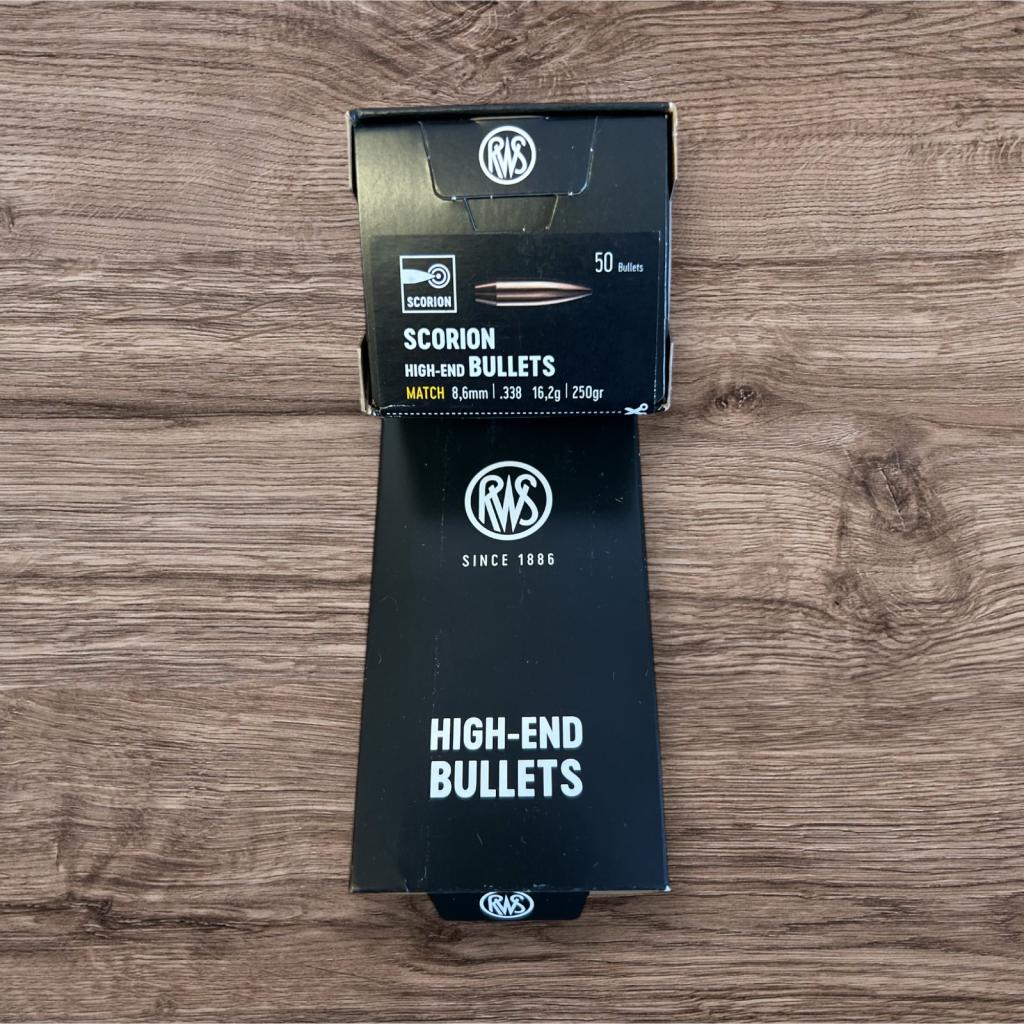 RWS
50 Bullets
SCORION
SCORION
HIGH-END BULLETS
MATCH 8,6mm | .338 16,2g | 250gr
RWS
SINCE 1886
HIGH-END
BULLETS
RWS